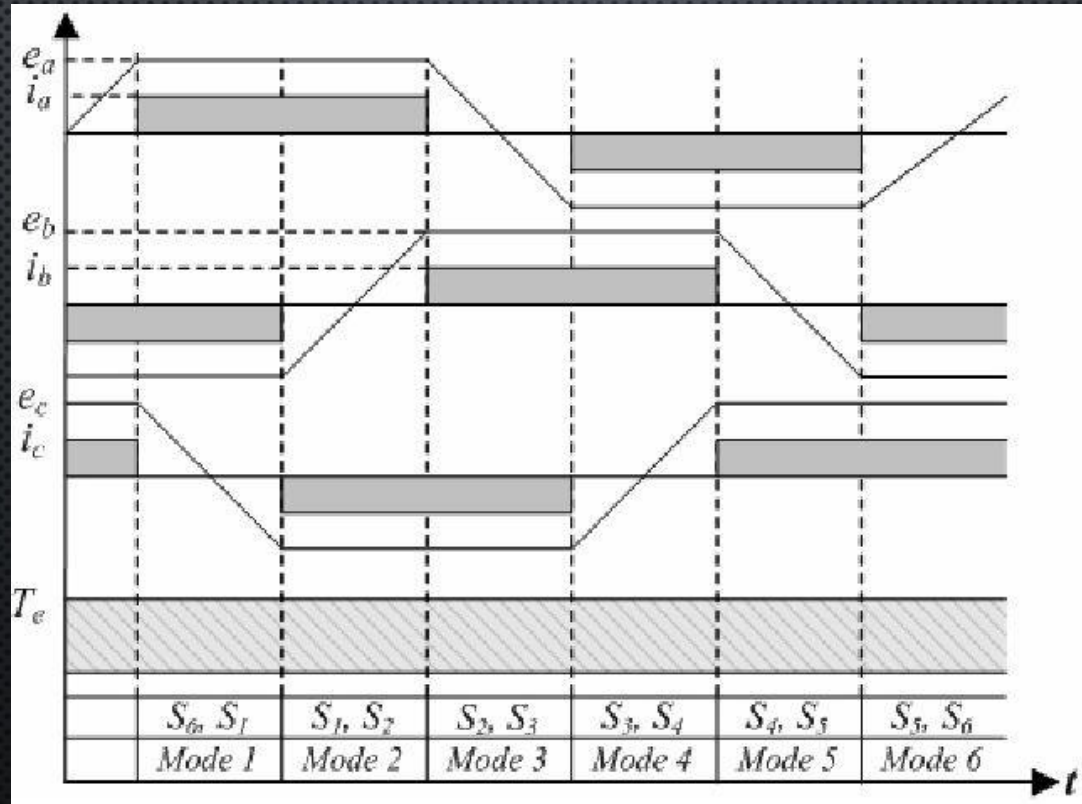 e_a
i_a
e_b
i_b
e_c
i_c
T_e
S_6, S_1 S_1, S_2 S_2, S_3 S_3, S_4 S_4, S_5 S_5, S_6
Mode 1 Mode 2 Mode 3 Mode 4 Mode 5 Mode 6
t